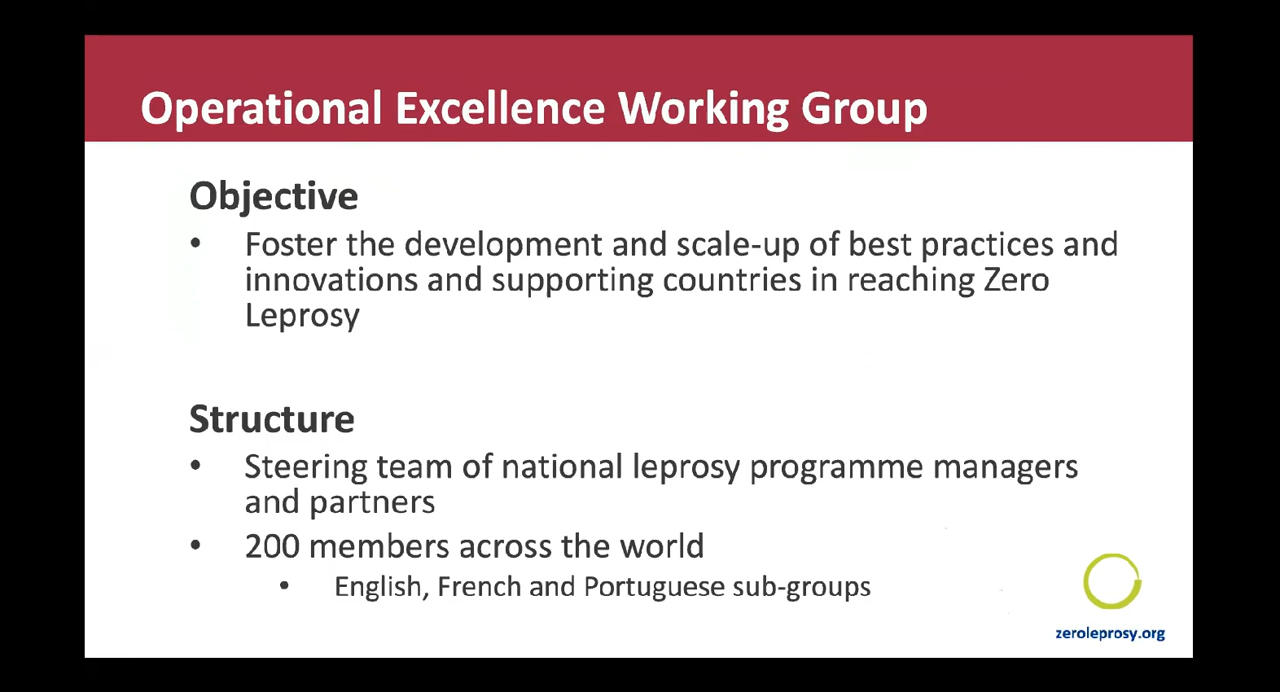 Operational Excellence Working Group
Objective
• Foster the development and scale-up of best practices and
innovations and supporting countries in reaching Zero
Leprosy
Structure
• Steering team of national leprosy programme managers
and partners
• 200 members across the world
• English, French and Portuguese sub-groups
zeroleprosy.org